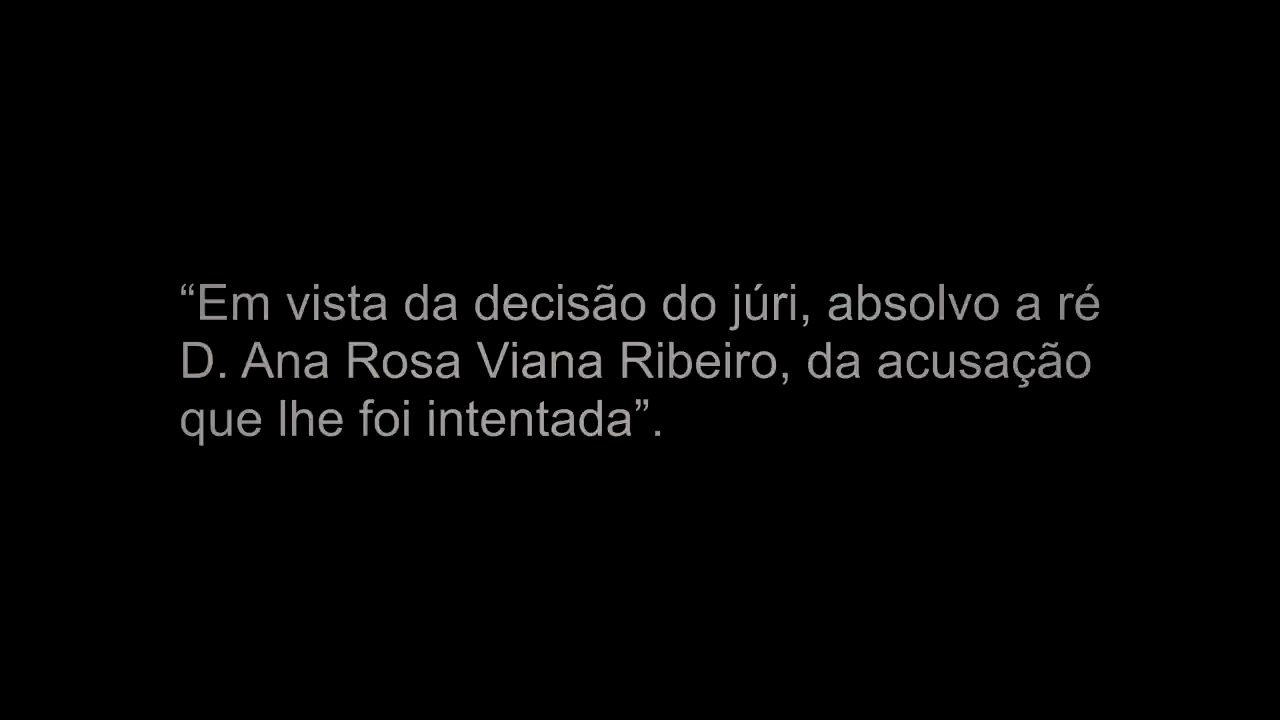 “Em vista da decisão do júri, absolvo a ré
D. Ana Rosa Viana Ribeiro, da acusação
que lhe foi intentada”.